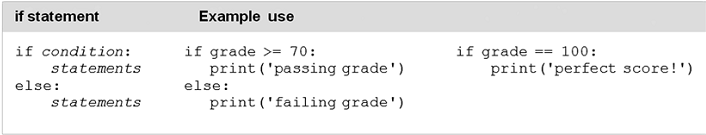 if statement Example use
if condition: if grade >= 70: if grade == 100:
    statements print('passing grade') print('perfect score!')
else: else:
    statements print('failing grade')